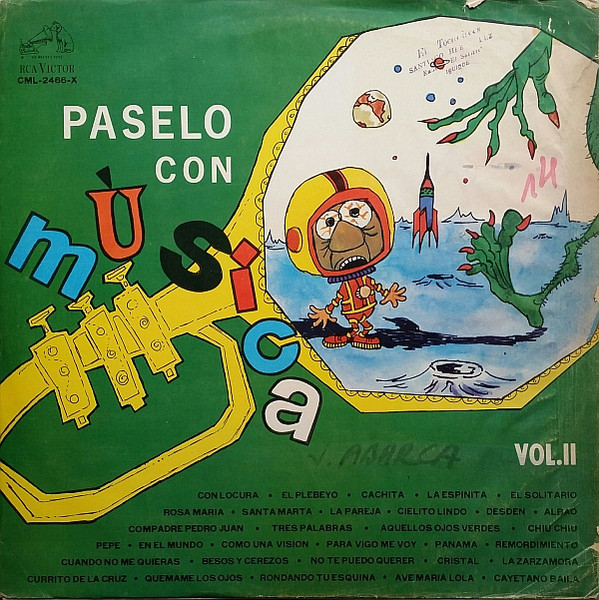 RCA VICTOR
CML-2466-X
PASELO
CON
mÙsica
14
VOL.II
CON LOCURA • EL PLEBEYO • CACHITA • LA ESPINITA • EL SOLITARIO
ROSA MARIA • SANTA MARTA • LA PAREJA • CIELITO LINDO • DESDEN • ALBAO
COMPADRE PEDRO JUAN • TRES PALABRAS • AQUELLOS OJOS VERDES • CHIU CHIU
PEPE • EN EL MUNDO • COMO UNA VISION • PARA VIGO ME VOY • PANAMA • REMORDIMIENTO
CUANDO NO ME QUIERAS • BESOS Y CEREZOS • NO TE PUEDO QUERER • CRISTAL • LA ZARZAMORA
CURRITO DE LA CRUZ • QUEMAME LOS OJOS • RONDANDO TU ESQUINA • AVE MARIA LOLA • CAYETANO BAILA